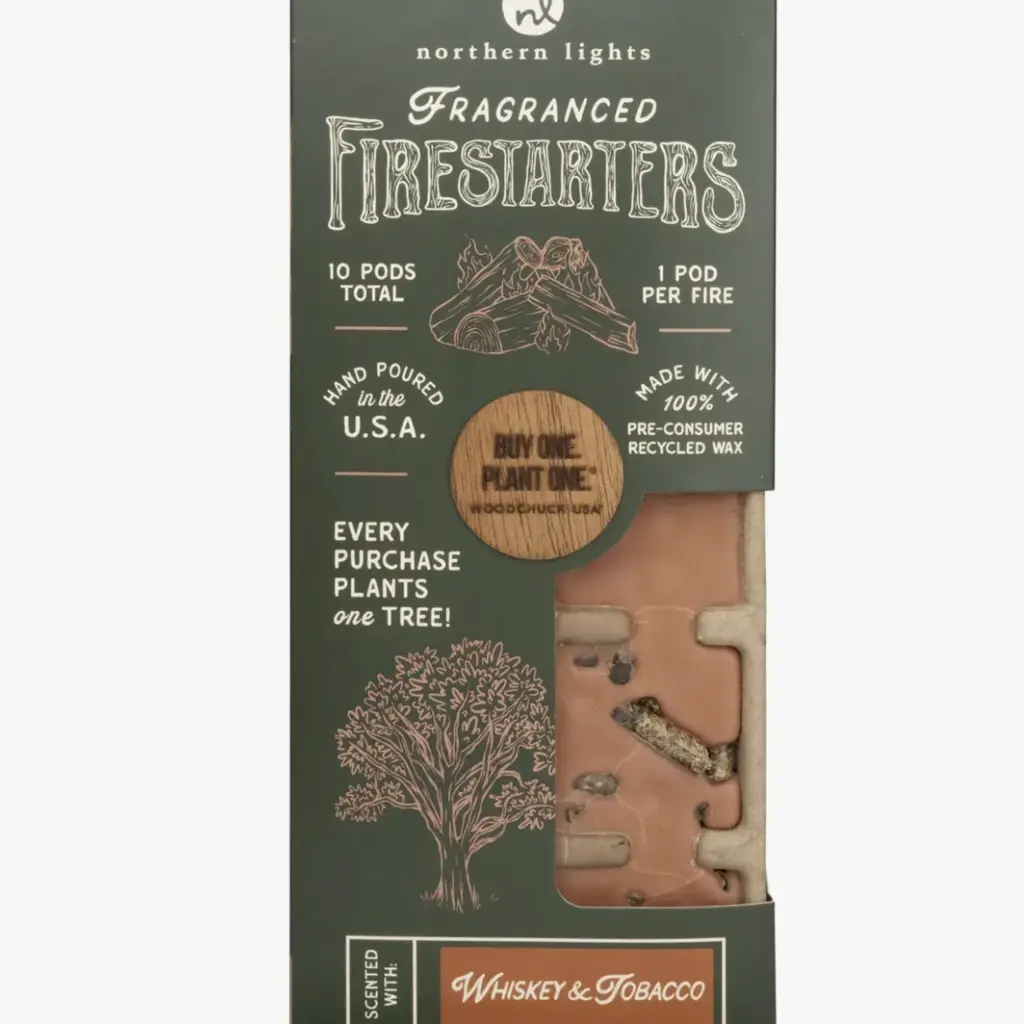 nl
northern lights
FRAGRANCED
FIRESTARTERS
10 PODS
TOTAL
1 POD
PER FIRE
HAND POURED
in the
U.S.A.
MADE WITH
100%
PRE-CONSUMER
RECYCLED WAX
BUY ONE.
PLANT ONE.™
WOODCHUCK USA®
EVERY
PURCHASE
PLANTS
one TREE!
SCENTED
WITH:
WHISKEY & TOBACCO